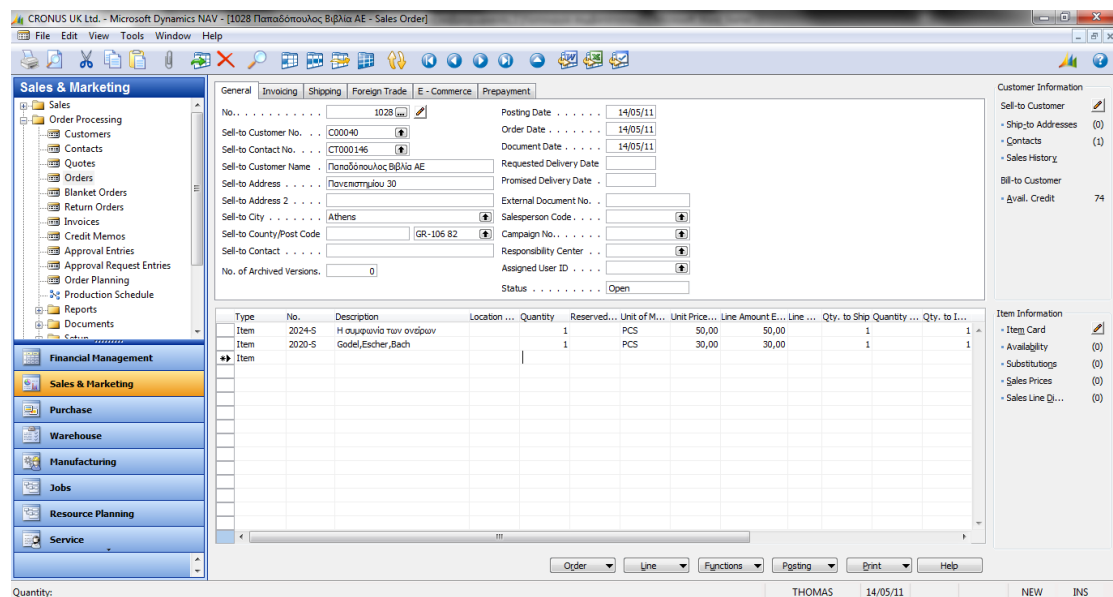 CRONUS UK Ltd. - Microsoft Dynamics NAV - [1028 Παπαδόπουλος Βιβλία ΑΕ - Sales Order]
File Edit View Tools Window Help
Sales & Marketing
Sales
Order Processing
Customers
Contacts
Quotes
Orders
Blanket Orders
Return Orders
Invoices
Credit Memos
Approval Entries
Approval Request Entries
Order Planning
Production Schedule
Reports
Documents
Setup
Financial Management
Sales & Marketing
Purchase
Warehouse
Manufacturing
Jobs
Resource Planning
Service
General Invoicing Shipping Foreign Trade E - Commerce Prepayment
No. 1028
Sell-to Customer No. C00040
Sell-to Contact No. CT000146
Sell-to Customer Name Παπαδόπουλος Βιβλία ΑΕ
Sell-to Address Πανεπιστημίου 30
Sell-to Address 2
Sell-to City Athens
Sell-to County/Post Code GR-106 82
Sell-to Contact
No. of Archived Versions. 0
Posting Date 14/05/11
Order Date 14/05/11
Document Date 14/05/11
Requested Delivery Date
Promised Delivery Date
External Document No.
Salesperson Code
Campaign No.
Responsibility Center
Assigned User ID
Status Open
Type No. Description Location ... Quantity Reserved... Unit of M... Unit Price... Line Amount E... Line ... Qty. to Ship Quantity ... Qty. to I...
Item 2024-S Η συμφωνία των ονείρων 1 PCS 50,00 50,00 1 1
Item 2020-S Godel,Escher,Bach 1 PCS 30,00 30,00 1 1
Item
Order Line Functions Posting Print Help
Customer Information
Sell-to Customer
Ship-to Addresses (0)
Contacts (1)
Sales History
Bill-to Customer
Avail. Credit 74
Item Information
Item Card
Availability (0)
Substitutions (0)
Sales Prices (0)
Sales Line Di... (0)
Quantity: THOMAS 14/05/11 NEW INS